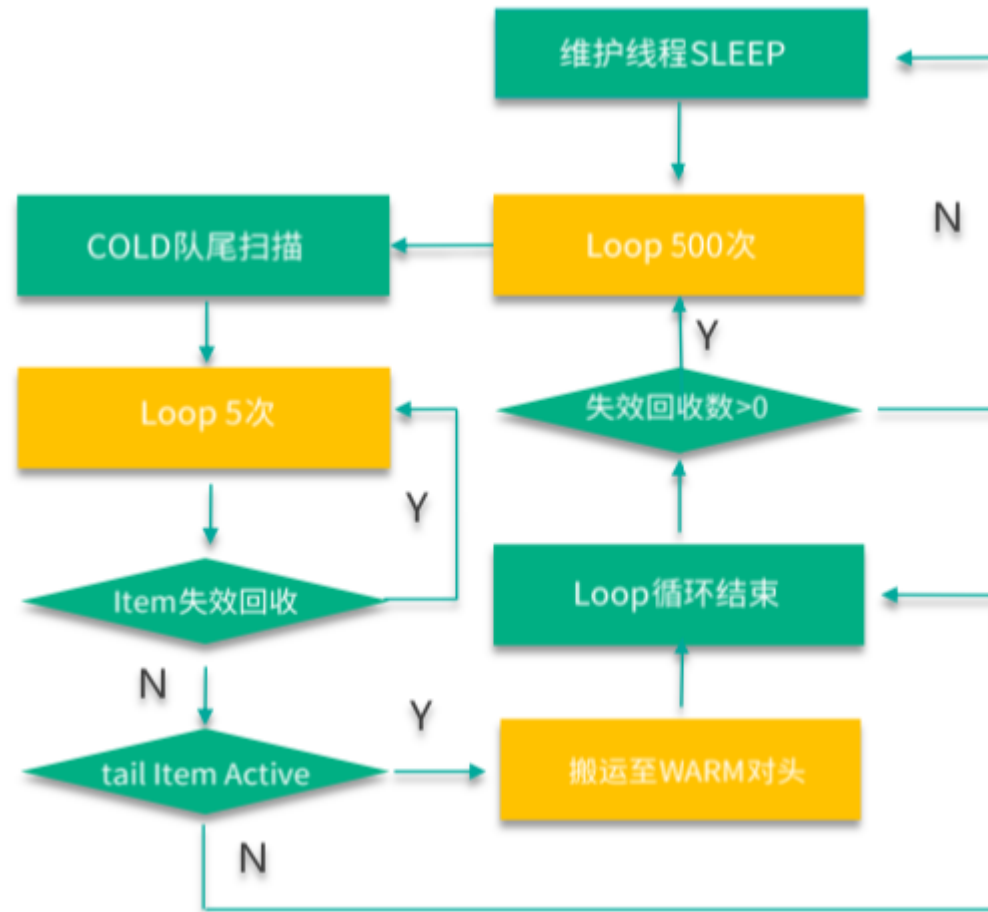 维护线程SLEEP
N
COLD队尾扫描
Loop 500次
Y
Loop 5次
失效回收数>0
Y
Item失效回收
Loop循环结束
N
Y
tail Item Active
搬运至WARM对头
N